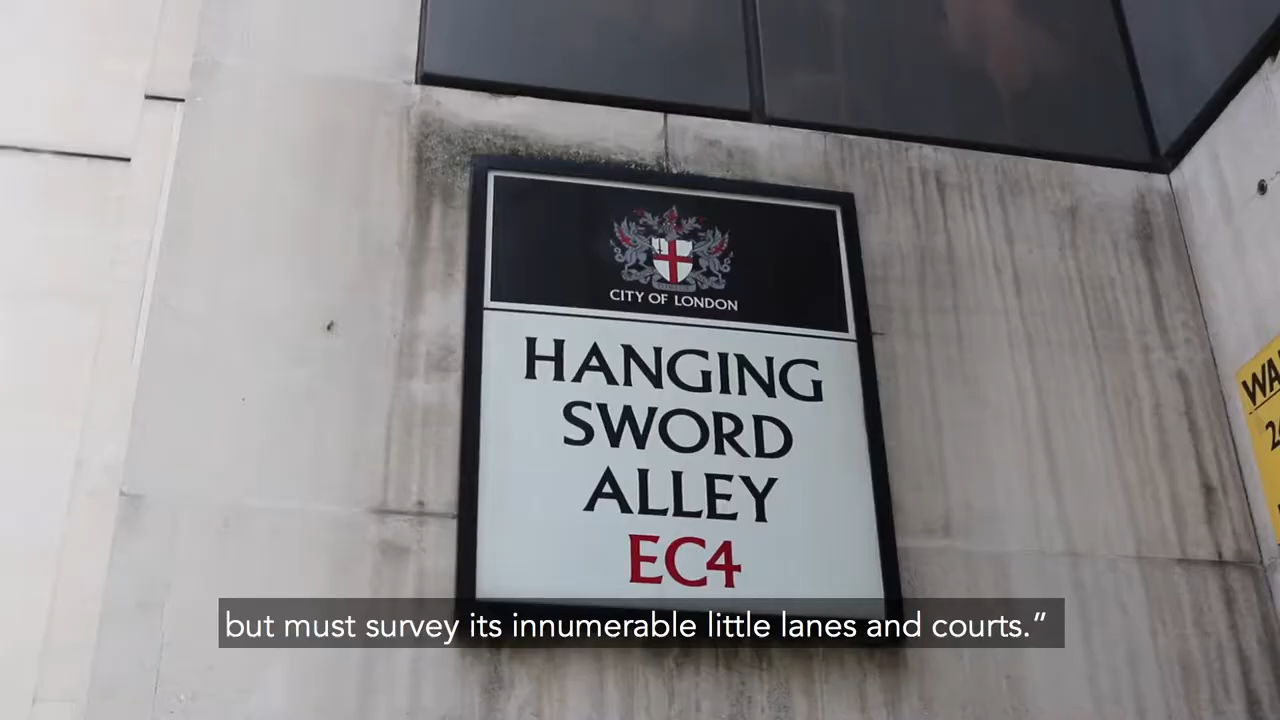 CITY OF LONDON
HANGING
SWORD
ALLEY
EC4
but must survey its innumerable little lanes and courts.”